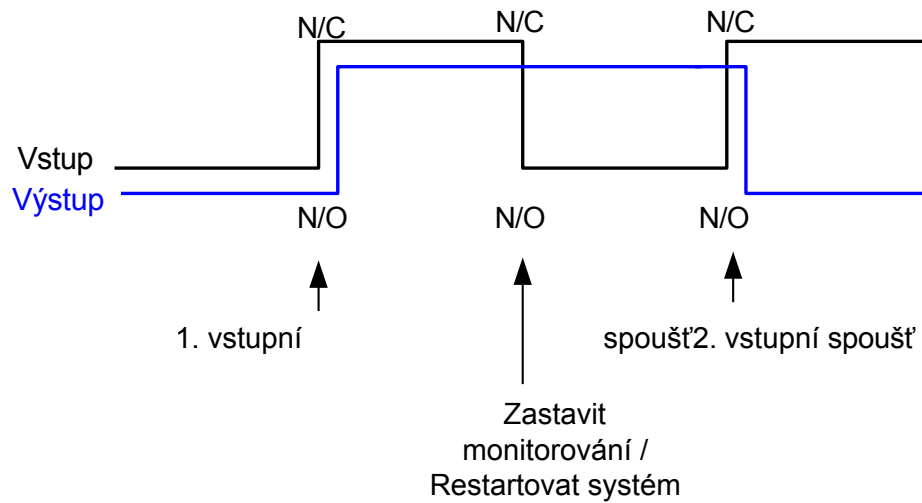 N/C N/C N/C
Vstup
Výstup
N/O N/O N/O
1. vstupní spoušť2. vstupní spoušť
Zastavit
monitorování /
Restartovat systém